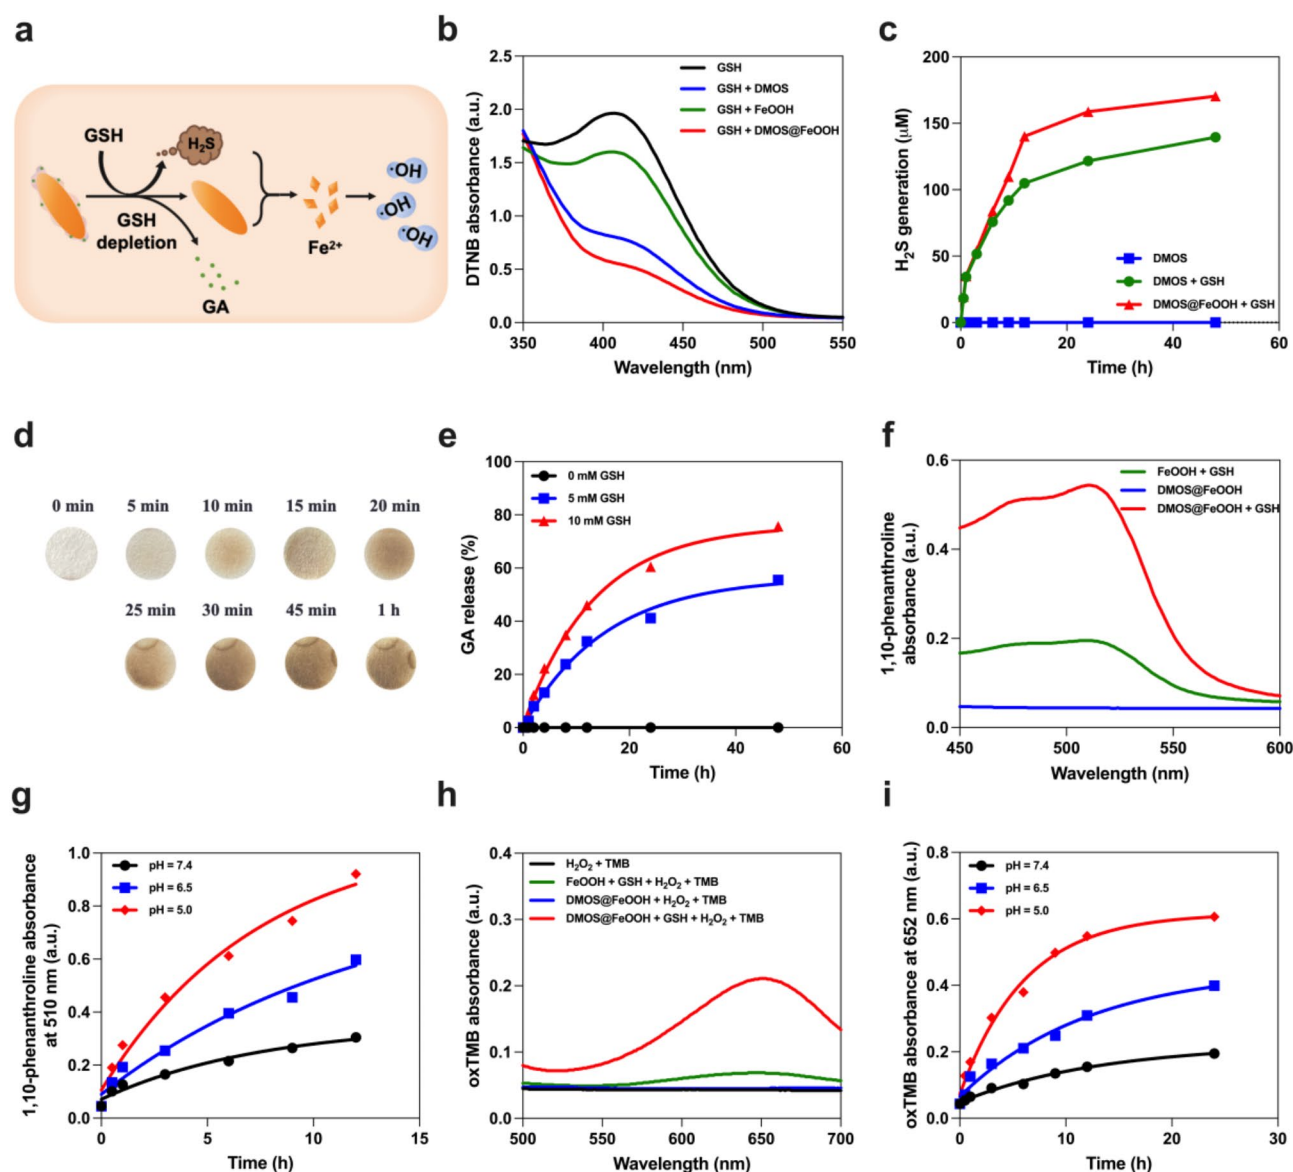 a
GSH
H₂S
GSH
depletion
GA
Fe²⁺
·OH
·OH
·OH
b
DTNB absorbance (a.u.)
2.5
2.0
1.5
1.0
0.5
0.0
GSH
GSH + DMOS
GSH + FeOOH
GSH + DMOS@FeOOH
350 400 450 500 550
Wavelength (nm)
c
H₂S generation (μM)
200
150
100
50
0
DMOS
DMOS + GSH
DMOS@FeOOH + GSH
0 20 40 60
Time (h)
d
0 min 5 min 10 min 15 min 20 min
25 min 30 min 45 min 1 h
e
GA release (%)
100
80
60
40
20
0
0 mM GSH
5 mM GSH
10 mM GSH
0 20 40 60
Time (h)
f
1,10-phenanthroline
absorbance (a.u.)
0.6
0.4
0.2
0.0
FeOOH + GSH
DMOS@FeOOH
DMOS@FeOOH + GSH
450 500 550 600
Wavelength (nm)
g
1,10-phenanthroline absorbance
at 510 nm (a.u.)
1.0
0.8
0.6
0.4
0.2
0.0
pH = 7.4
pH = 6.5
pH = 5.0
0 5 10 15
Time (h)
h
oxTMB absorbance (a.u.)
0.4
0.3
0.2
0.1
0.0
H₂O₂ + TMB
FeOOH + GSH + H₂O₂ + TMB
DMOS@FeOOH + H₂O₂ + TMB
DMOS@FeOOH + GSH + H₂O₂ + TMB
500 550 600 650 700
Wavelength (nm)
i
oxTMB absorbance at 652 nm (a.u.)
0.8
0.6
0.4
0.2
0.0
pH = 7.4
pH = 6.5
pH = 5.0
0 10 20 30
Time (h)